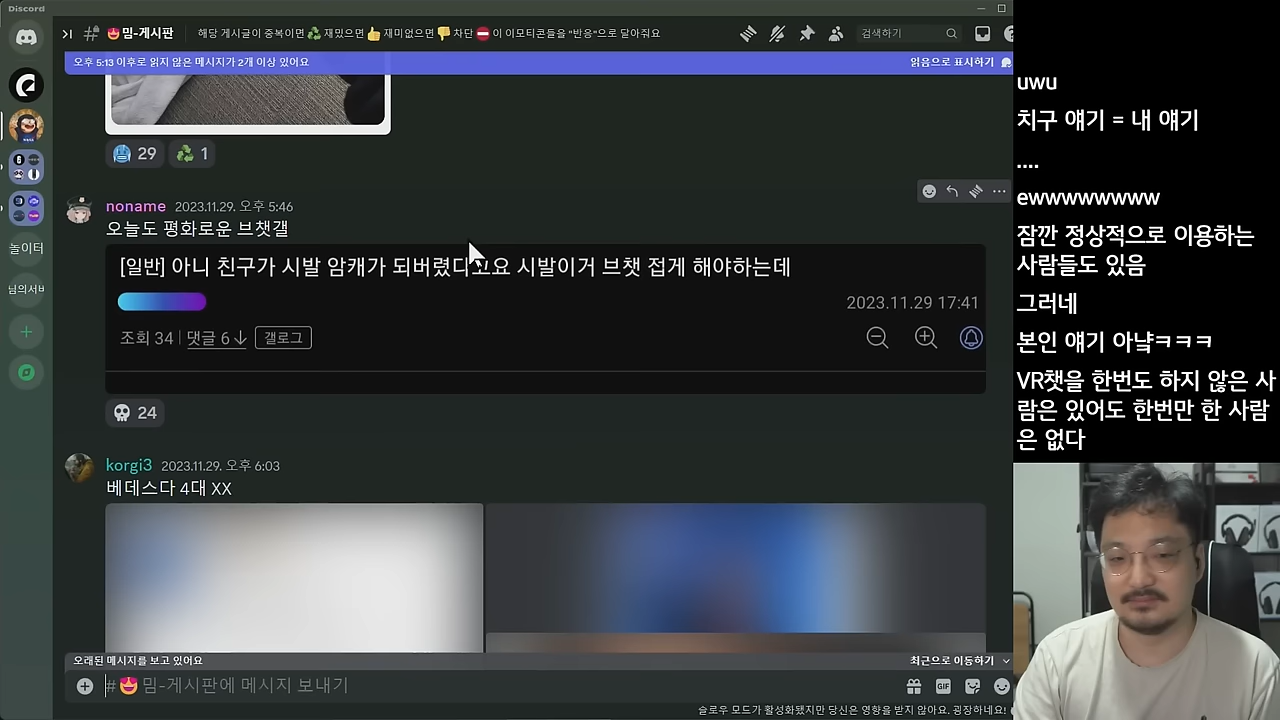 Discord
밈-게시판
해당 게시글이 중복이면 재밌으면 재미없으면 차단 이 이모티콘들을 "반응"으로 달아줘요
검색하기
오후 5:13 이후로 읽지 않은 메시지가 2개 이상 있어요
읽음으로 표시하기
29
1
noname 2023.11.29. 오후 5:46
오늘도 평화로운 브챗갤
[일반] 아니 친구가 시발 암캐가 되버렸다고요 시발이거 브챗 접게 해야하는데
2023.11.29 17:41
조회 34 | 댓글 6↓ 갤로그
24
korgi3 2023.11.29. 오후 6:03
베데스다 4대 XX
놀이터
님의서버
오래된 메시지를 보고 있어요
최근으로 이동하기
#밈-게시판에 메시지 보내기
GIF
슬로우 모드가 활성화됐지만 당신은 영향을 받지 않아요. 굉장하네요!
uwu
치구 얘기 = 내 얘기
....
ewwwwwwww
잠깐 정상적으로 이용하는
사람들도 있음
그러네
본인 얘기 아냨ㅋㅋㅋ
VR챗을 한번도 하지 않은 사
람은 있어도 한번만 한 사람
은 없다